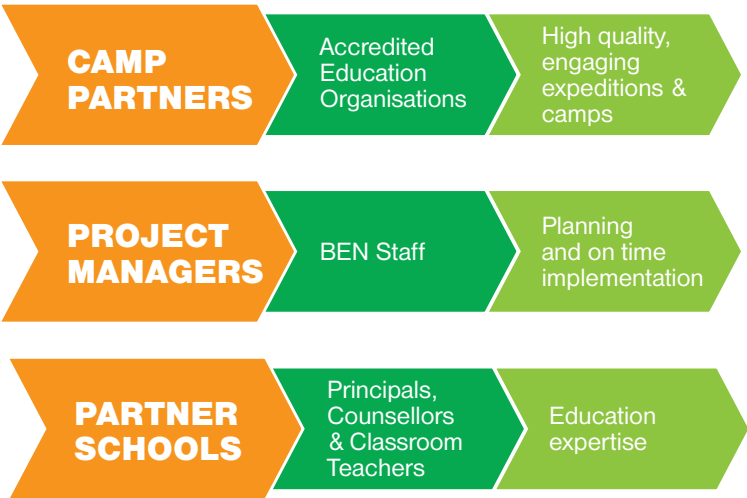 CAMP
PARTNERS
Accredited
Education
Organisations
High quality,
engaging
expeditions &
camps
PROJECT
MANAGERS
BEN Staff
Planning
and on time
implementation
PARTNER
SCHOOLS
Principals,
Counsellors
& Classroom
Teachers
Education
expertise